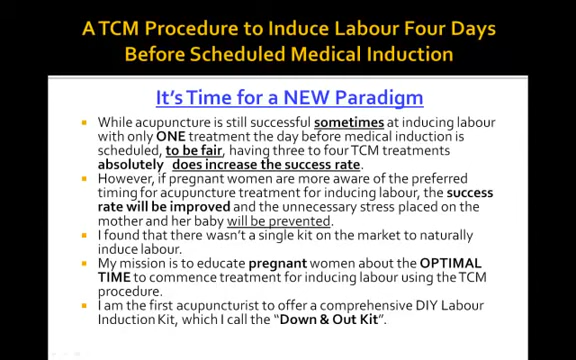 A TCM Procedure to Induce Labour Four Days
Before Scheduled Medical Induction
It's Time for a NEW Paradigm
While acupuncture is still successful sometimes at inducing labour
with only ONE treatment the day before medical induction is
scheduled, to be fair, having three to four TCM treatments
absolutely does increase the success rate.
However, if pregnant women are more aware of the preferred
timing for acupuncture treatment for inducing labour, the success
rate will be improved and the unnecessary stress placed on the
mother and her baby will be prevented.
I found that there wasn't a single kit on the market to naturally
induce labour.
My mission is to educate pregnant women about the OPTIMAL
TIME to commence treatment for inducing labour using the TCM
procedure.
I am the first acupuncturist to offer a comprehensive DIY Labour
Induction Kit, which I call the "Down & Out Kit".